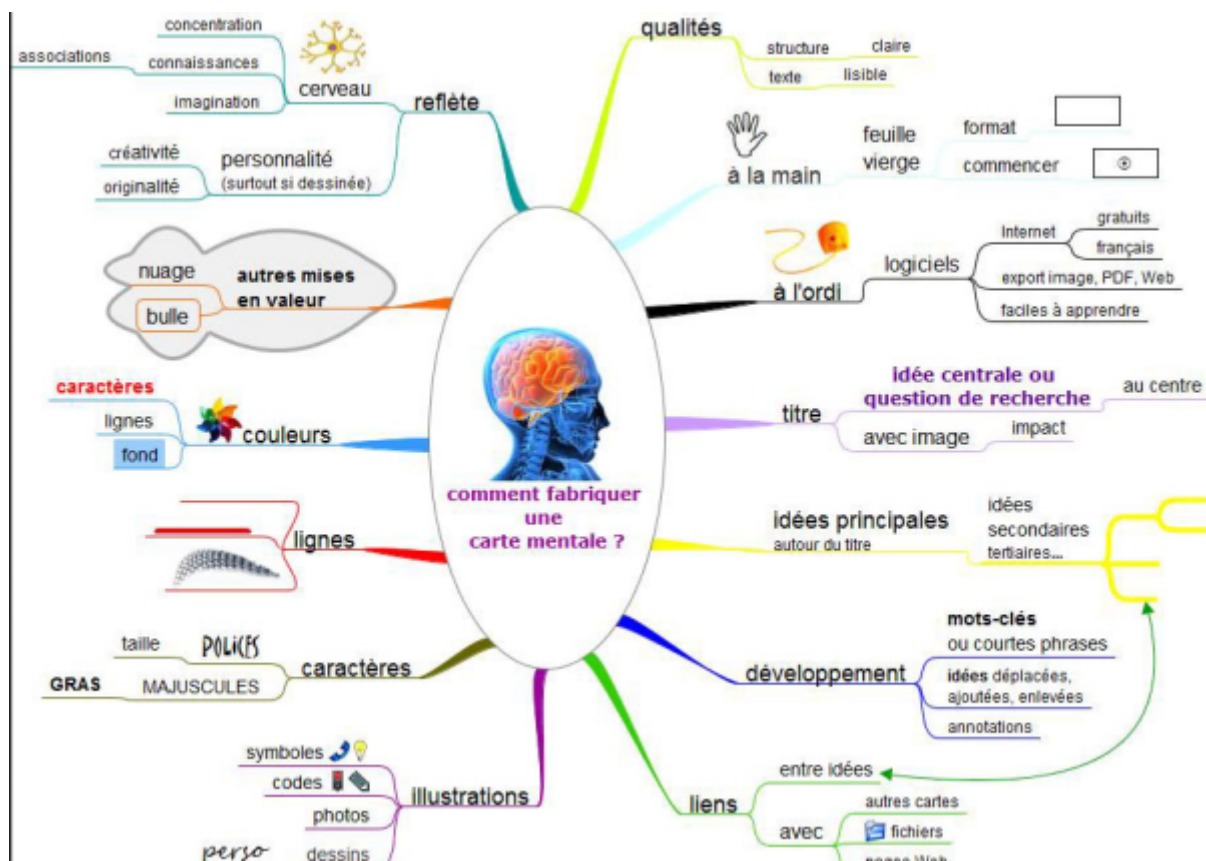 comment fabriquer
une
carte mentale ?
qualités
structure claire
texte lisible
à la main
feuille
vierge
format
commencer
à l'ordi
logiciels
Internet
gratuits
français
export image, PDF, Web
faciles à apprendre
titre
idée centrale ou
question de recherche
au centre
avec image
impact
idées principales
autour du titre
idées
secondaires
tertiaires...
développement
mots-clés
ou courtes phrases
idées déplacées,
ajoutées, enlevées
annotations
liens
entre idées
avec
autres cartes
fichiers
pages Web
illustrations
symboles
codes
photos
dessins
perso
caractères
taille
POLICES
GRAS
MAJUSCULES
lignes
couleurs
caractères
lignes
fond
autres mises
en valeur
nuage
bulle
reflète
cerveau
concentration
connaissances
associations
imagination
personnalité
(surtout si dessinée)
créativité
originalité